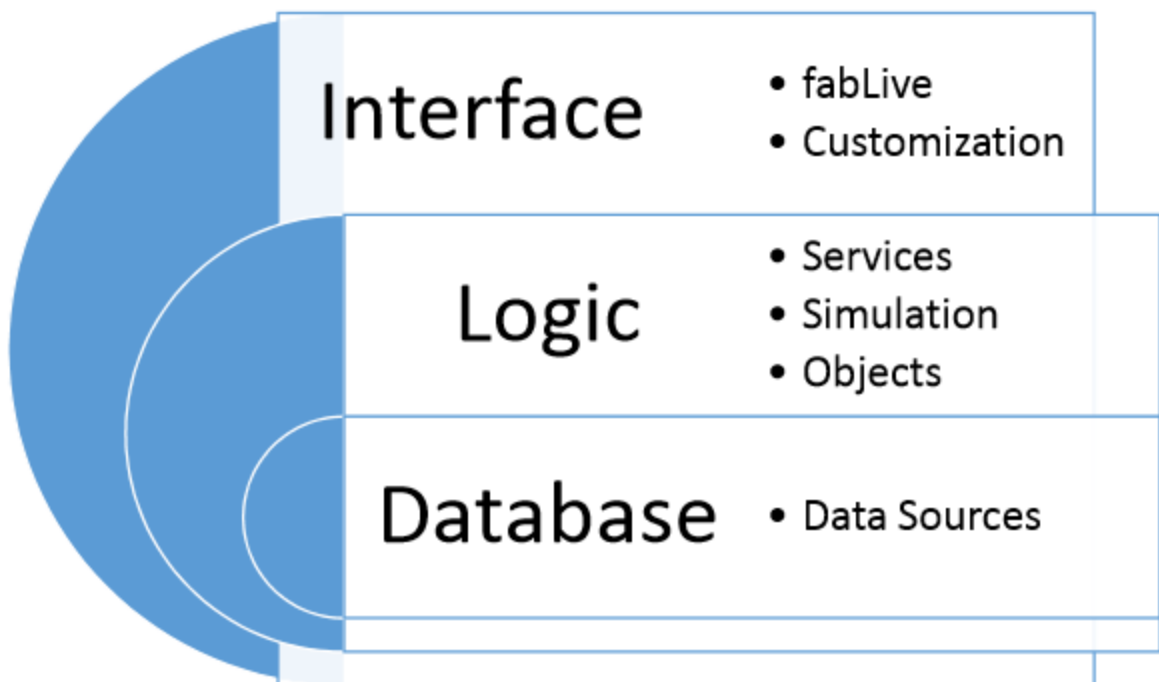 Interface
• fabLive
• Customization
Logic
• Services
• Simulation
• Objects
Database
• Data Sources